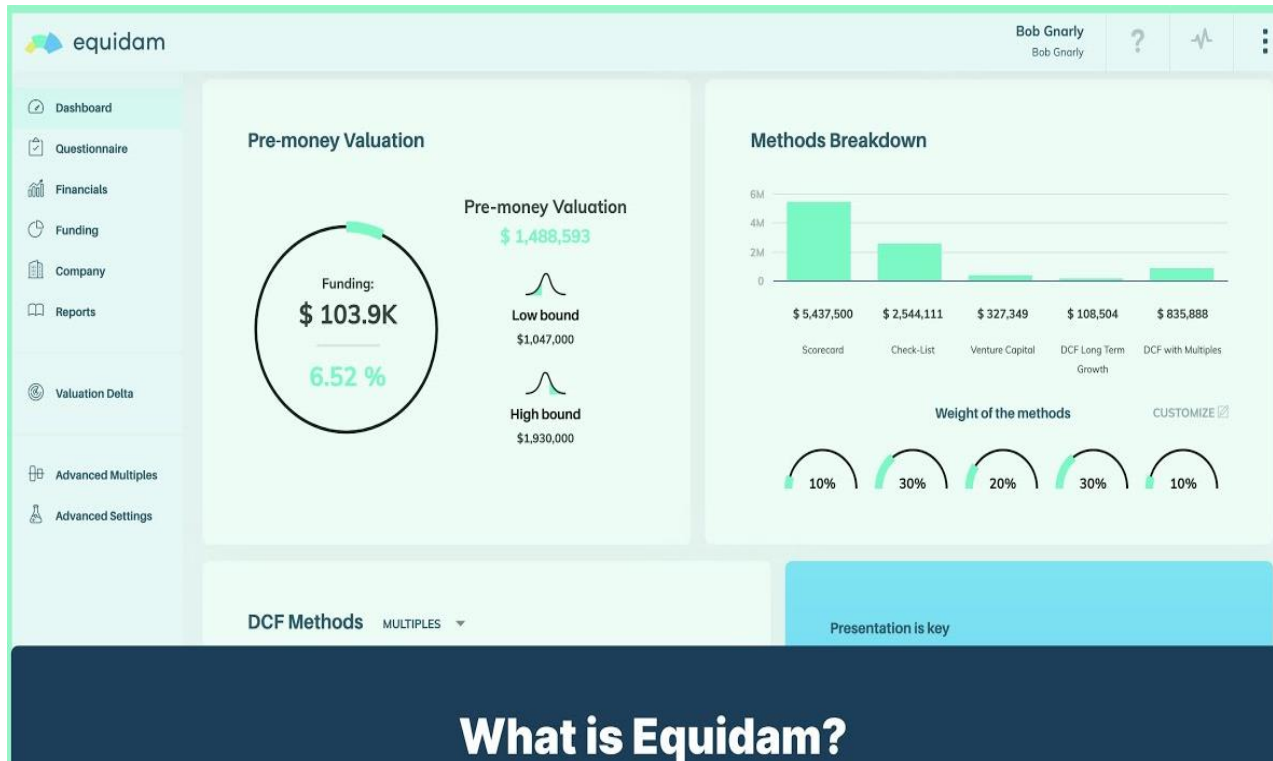 equidam
Bob Gnarly
Bob Gnarly
?
Dashboard
Questionnaire
Financials
Funding
Company
Reports
Valuation Delta
Advanced Multiples
Advanced Settings
Pre-money Valuation
Funding:
$ 103.9K
6.52 %
Pre-money Valuation
$ 1,488,593
Low bound
$1,047,000
High bound
$1,930,000
Methods Breakdown
6M
4M
2M
0
$ 5,437,500 $ 2,544,111 $ 327,349 $ 108,504 $ 835,888
Scorecard Check-List Venture Capital DCF Long Term DCF with Multiples
Growth
Weight of the methods CUSTOMIZE
10% 30% 20% 30% 10%
DCF Methods MULTIPLES
Presentation is key
What is Equidam?